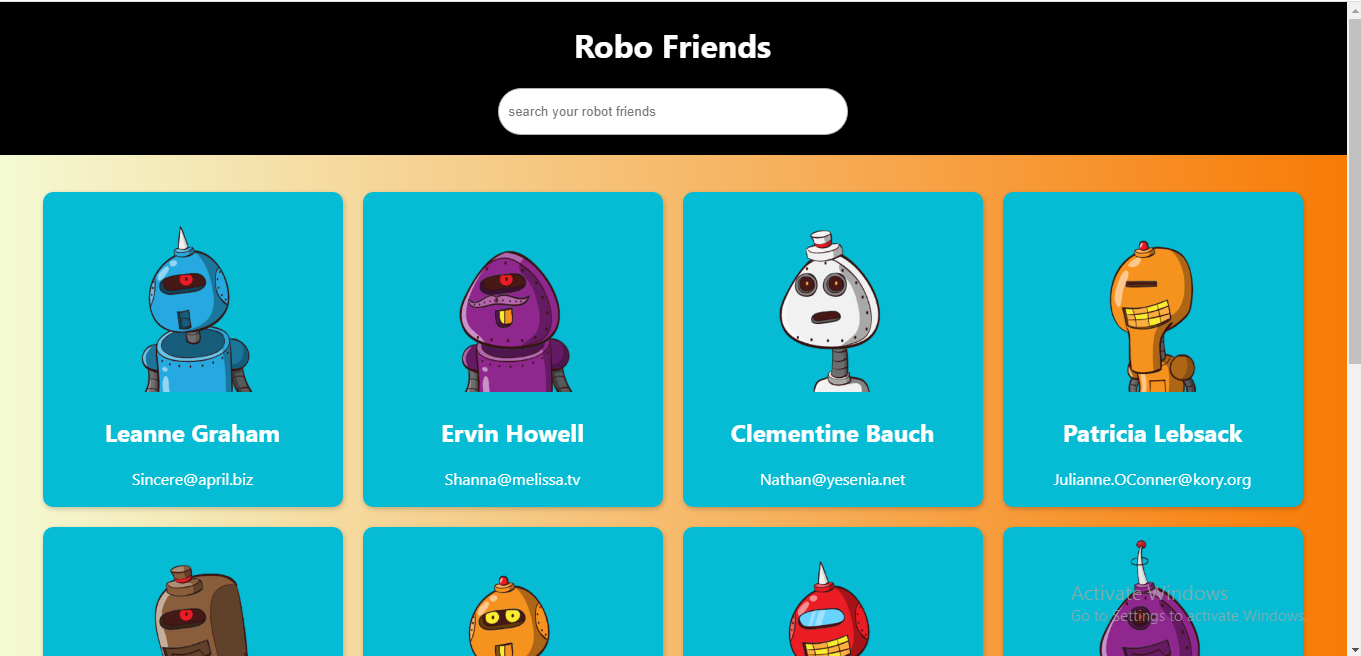 Robo Friends
search your robot friends
Leanne Graham
Sincere@april.biz
Ervin Howell
Shanna@melissa.tv
Clementine Bauch
Nathan@yesenia.net
Patricia Lebsack
Julianne.OConner@kory.org
Activate Windows
Go to Settings to activate Windows.